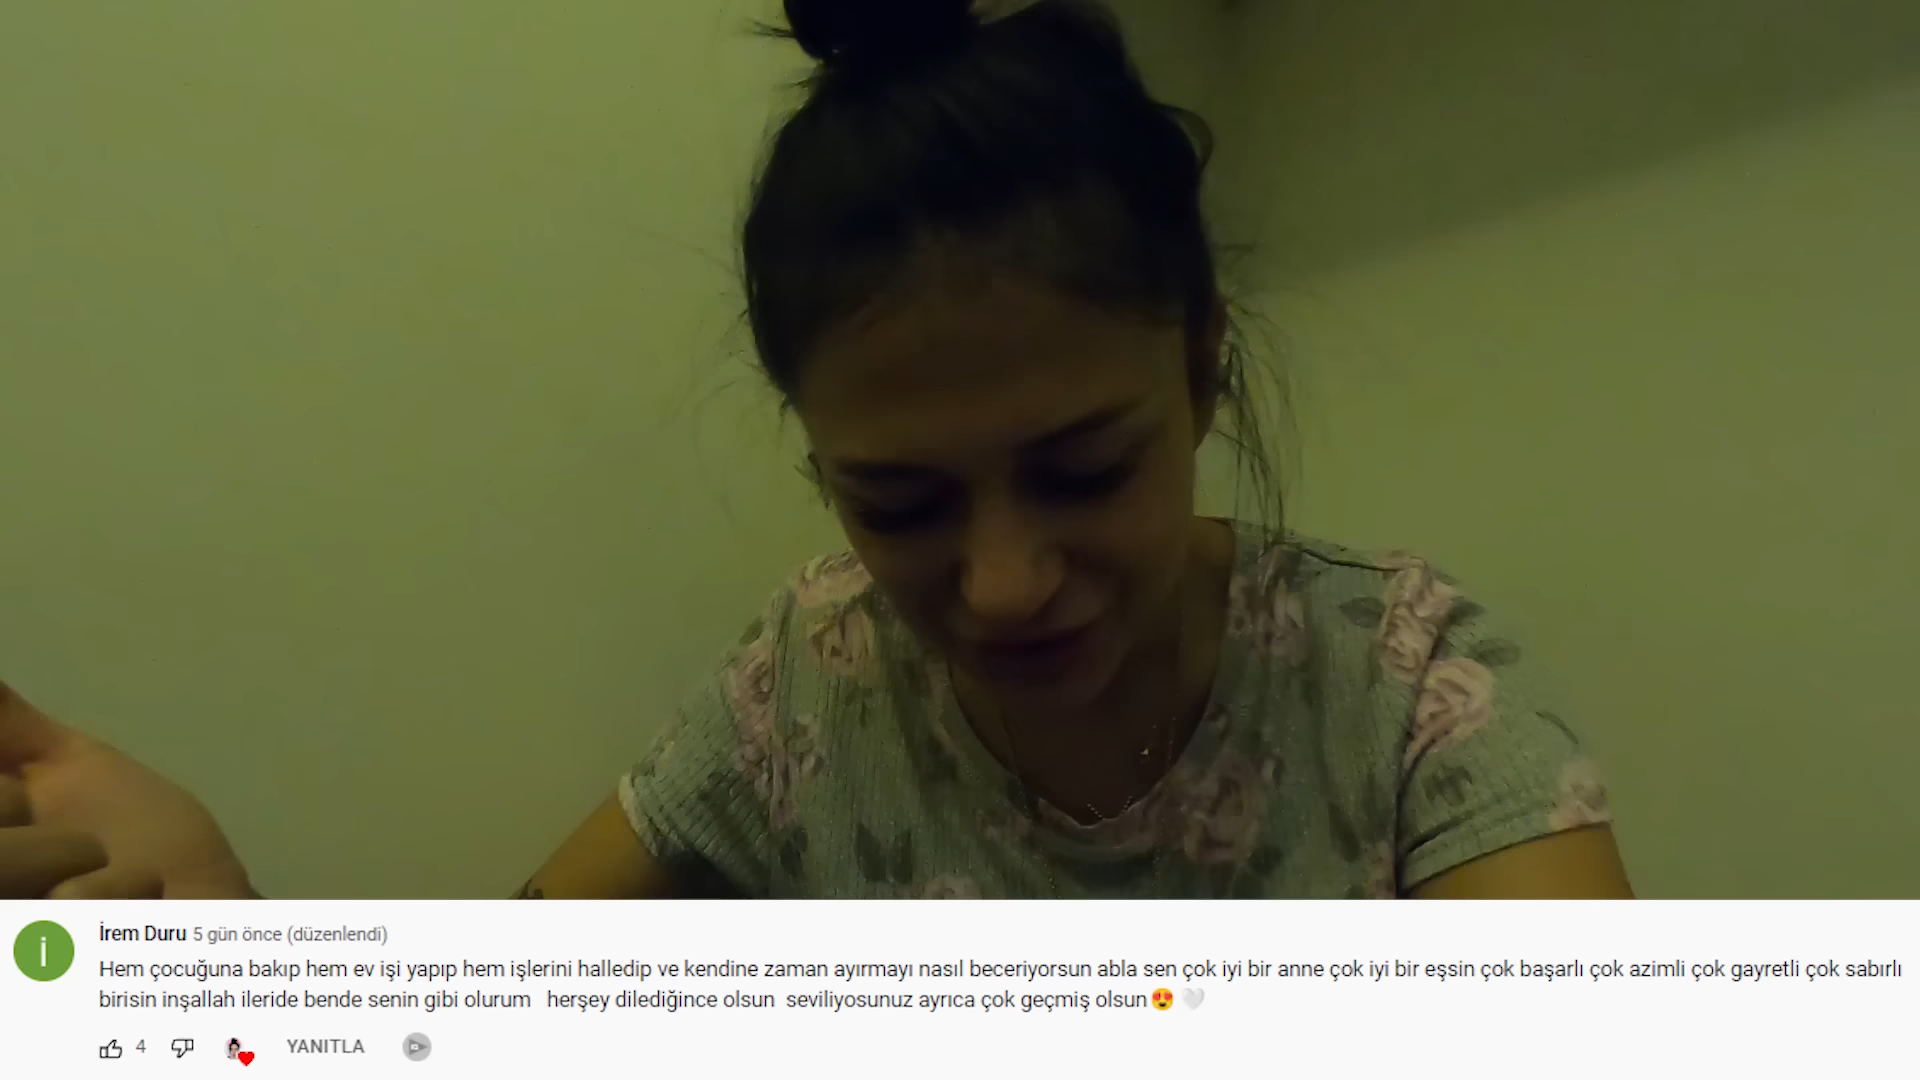 İrem Duru 5 gün önce (düzenlendi)
Hem çocuğuna bakıp hem ev işi yapıp hem işlerini halledip ve kendine zaman ayırmayı nasıl beceriyorsun abla sen çok iyi bir anne çok iyi bir eşsin çok başarlı çok azimli çok gayretli çok sabırlı
birisin inşallah ileride bende senin gibi olurum herşey dilediğince olsun seviliyosunuz ayrıca çok geçmiş olsun😍 🤍
4 YANITLA